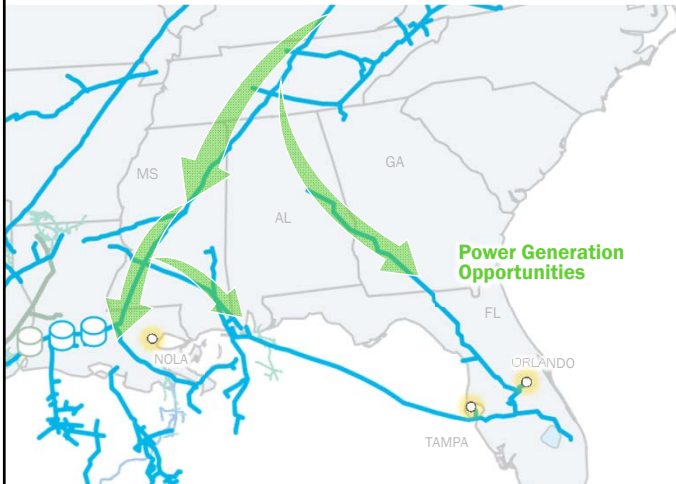 MS
AL
GA
Power Generation
Opportunities
FL
NOLA
ORLANDO
TAMPA